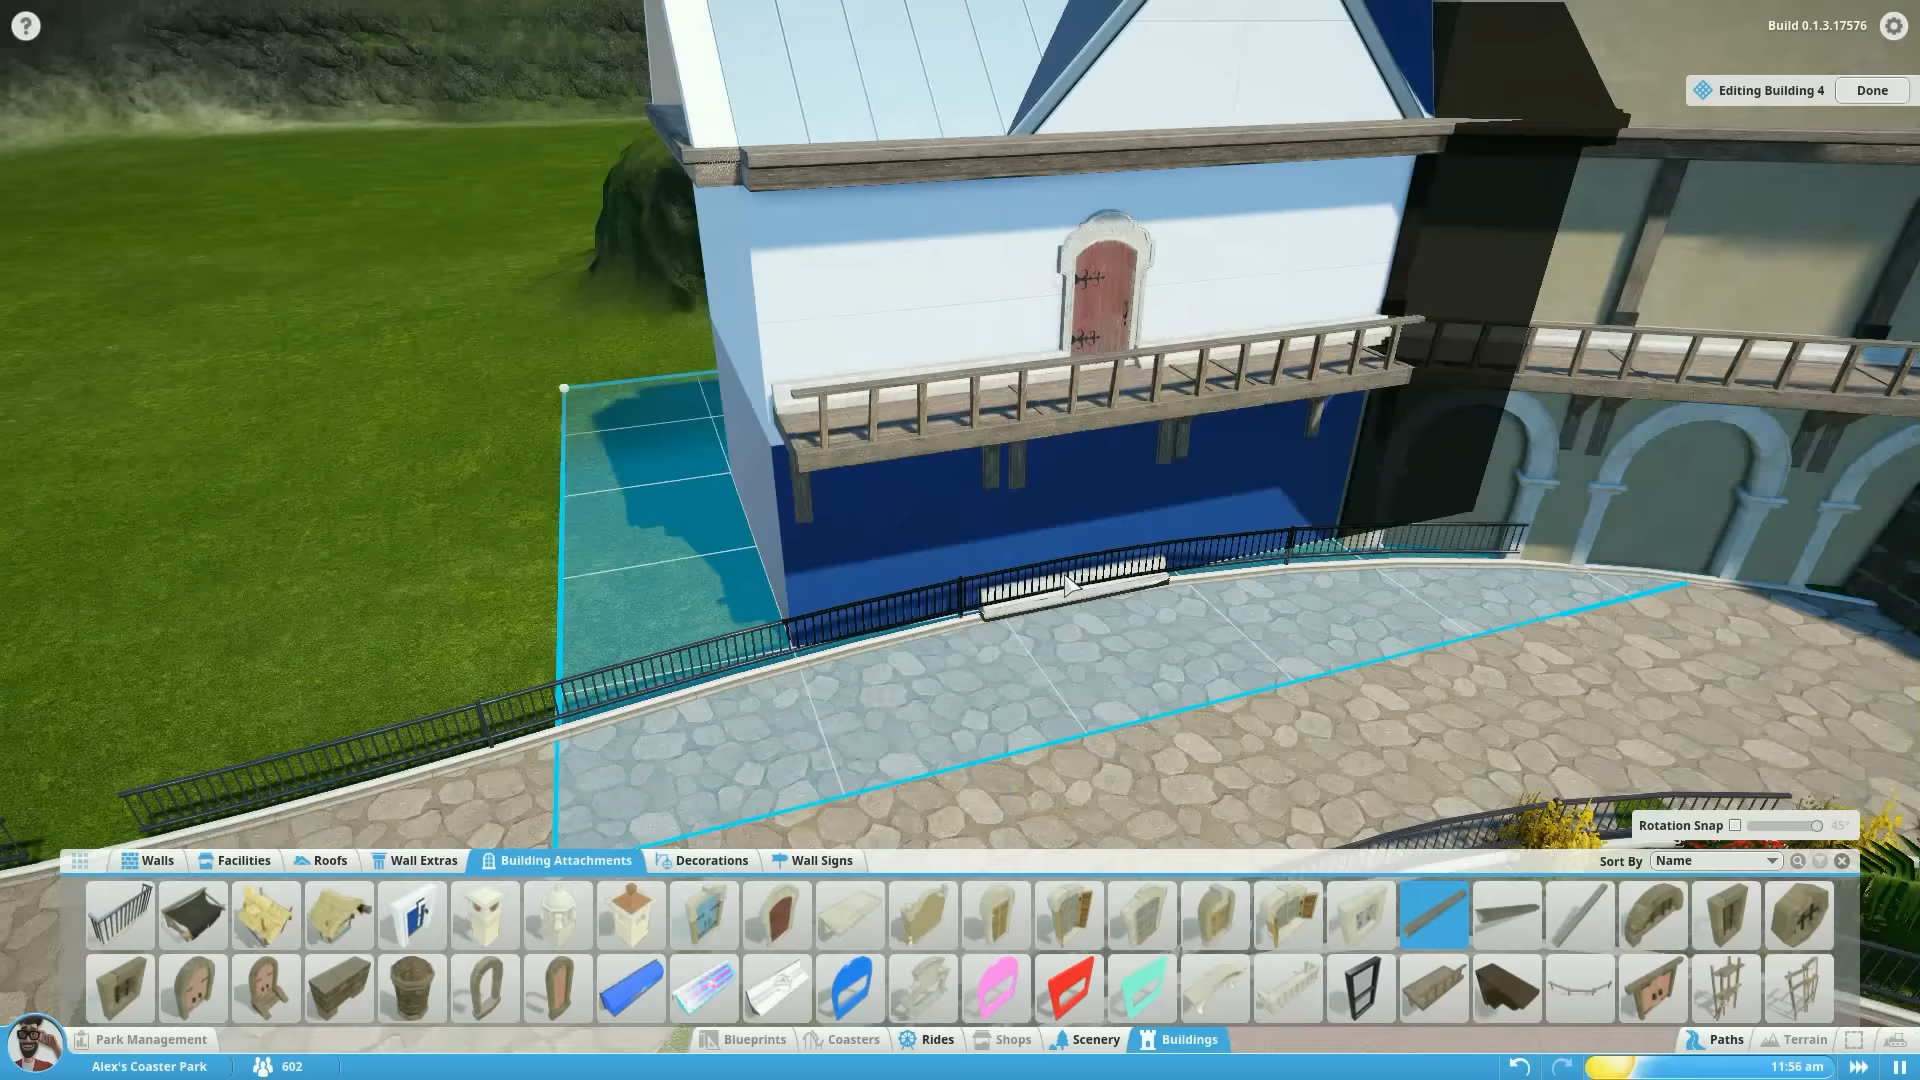 ?
Build 0.1.3.17576
Editing Building 4 Done
Rotation Snap 45°
Walls Facilities Roofs Wall Extras Building Attachments Decorations Wall Signs Sort By Name
Park Management Blueprints Coasters Rides Shops Scenery Buildings Paths Terrain
Alex's Coaster Park 602 11:56 am